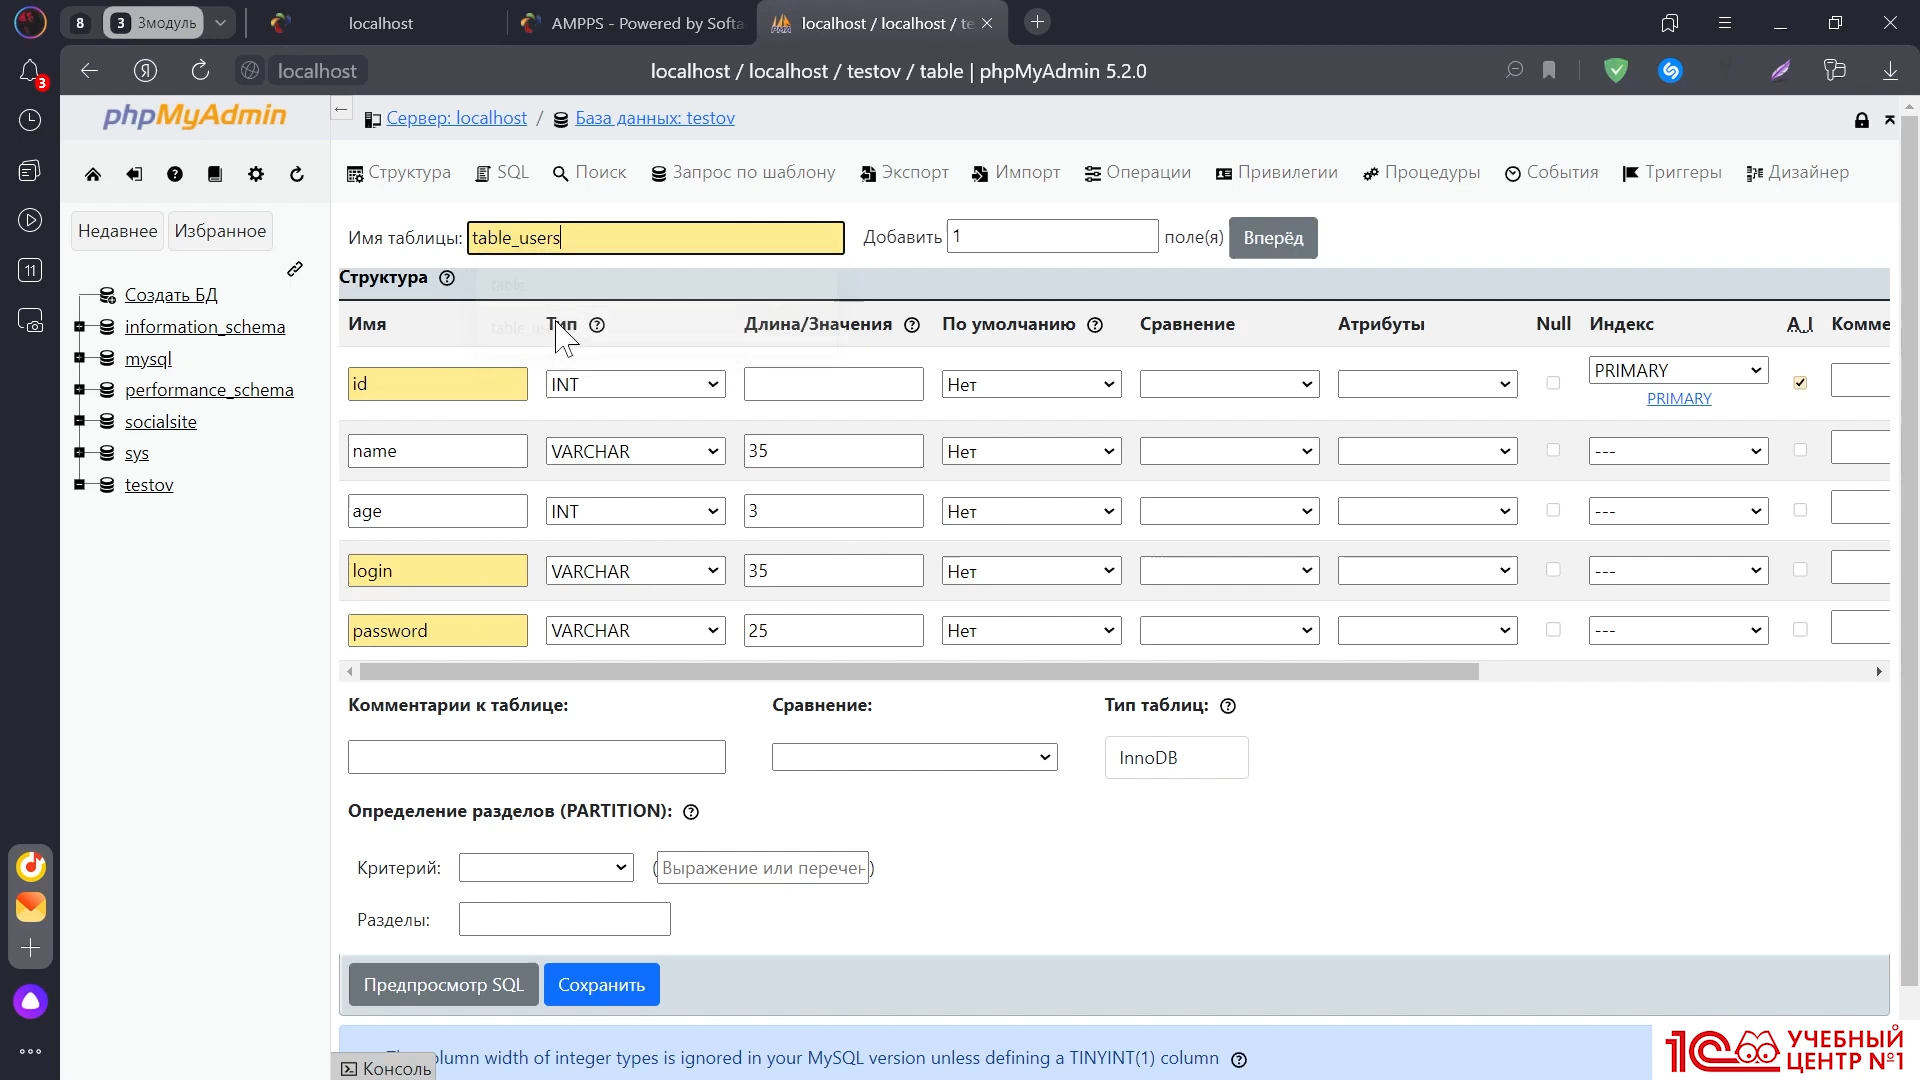 8 3 3модуль localhost AMPPS - Powered by Softa localhost / localhost / te
3 Я localhost localhost / localhost / testov / table | phpMyAdmin 5.2.0
phpMyAdmin
Сервер: localhost / База данных: testov
Структура SQL Поиск Запрос по шаблону Экспорт Импорт Операции Привилегии Процедуры События Триггеры Дизайнер
Недавнее Избранное
Имя таблицы: table_users Добавить 1 поле(я) Вперёд
11
Создать БД
information_schema
mysql
performance_schema
socialsite
sys
testov
Структура
table
Имя Тип Длина/Значения По умолчанию Сравнение Атрибуты Null Индекс A_I Комме
id INT Нет PRIMARY
PRIMARY
name VARCHAR 35 Нет ---
age INT 3 Нет ---
login VARCHAR 35 Нет ---
password VARCHAR 25 Нет ---
Комментарии к таблице: Сравнение: Тип таблиц:
InnoDB
Определение разделов (PARTITION):
Критерий: (Выражение или перечен)
Разделы:
Предпросмотр SQL Сохранить
column width of integer types is ignored in your MySQL version unless defining a TINYINT(1) column
Консоль
1С УЧЕБНЫЙ
ЦЕНТР №1